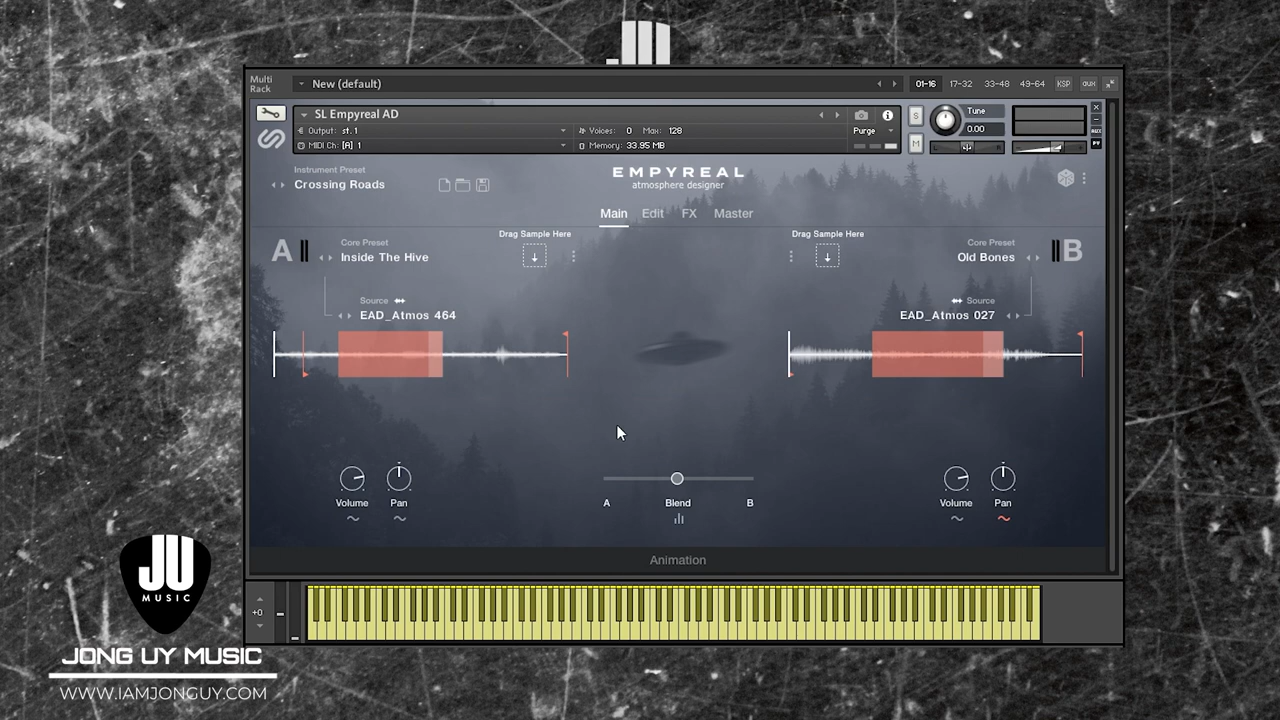 Multi
Rack
New (default)
01-16 17-32 33-48 49-64 KSP aux
SL Empyreal AD
Output: st.1
Voices: 0 Max: 128
Purge
MIDI Ch: [A] 1
Memory: 33.95 MB
S
M
Tune
0.00
L R
MAX
PV
Instrument Preset
Crossing Roads
EMPYREAL
atmosphere designer
Main Edit FX Master
A
Core Preset
Inside The Hive
Drag Sample Here
Drag Sample Here
Core Preset
Old Bones
B
Source
EAD_Atmos 464
Source
EAD_Atmos 027
Volume Pan
A Blend B
Volume Pan
Animation
+0
JU
MUSIC
JONG UY MUSIC
WWW.IAMJONGUY.COM